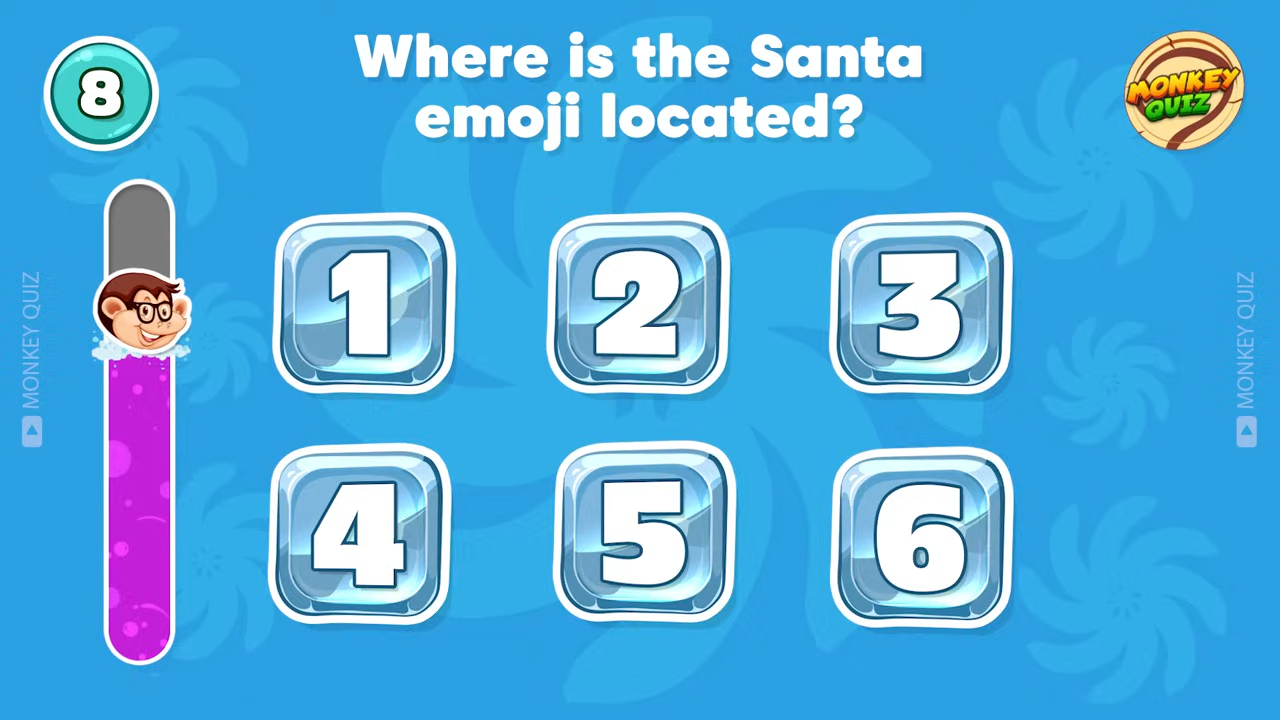 8
Where is the Santa
emoji located?
MONKEY
QUIZ
1
2
3
4
5
6
MONKEY QUIZ
MONKEY QUIZ